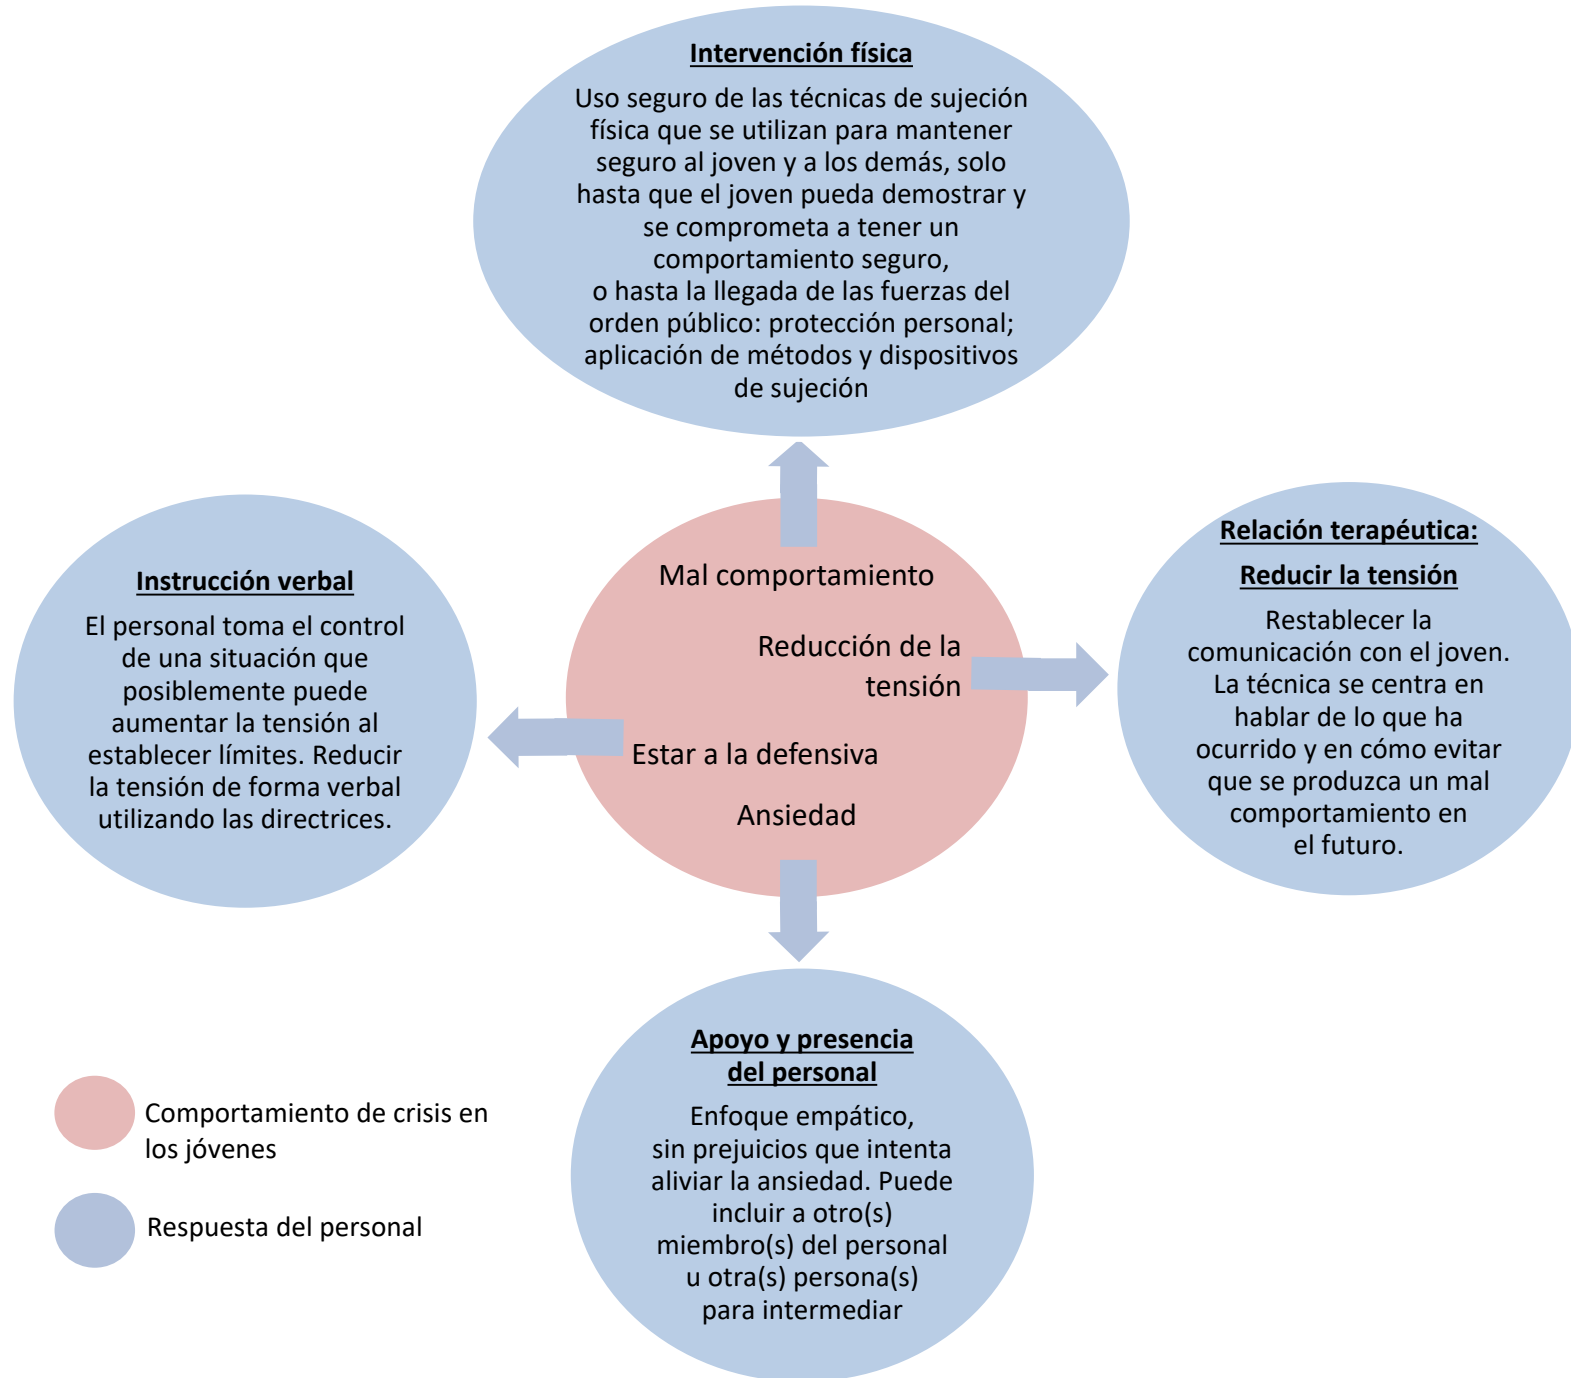 Intervención física
Uso seguro de las técnicas de sujeción
física que se utilizan para mantener
seguro al joven y a los demás, solo
hasta que el joven pueda demostrar y
se comprometa a tener un
comportamiento seguro,
o hasta la llegada de las fuerzas del
orden público: protección personal;
aplicación de métodos y dispositivos
de sujeción
Instrucción verbal
El personal toma el control
de una situación que
posiblemente puede
aumentar la tensión al
establecer límites. Reducir
la tensión de forma verbal
utilizando las directrices.
Mal comportamiento
Reducción de la
tensión
Estar a la defensiva
Ansiedad
Relación terapéutica:
Reducir la tensión
Restablecer la
comunicación con el joven.
La técnica se centra en
hablar de lo que ha
ocurrido y en cómo evitar
que se produzca un mal
comportamiento en
el futuro.
Apoyo y presencia
del personal
Enfoque empático,
sin prejuicios que intenta
aliviar la ansiedad. Puede
incluir a otro(s)
miembro(s) del personal
u otra(s) persona(s)
para intermediar
Comportamiento de crisis en
los jóvenes
Respuesta del personal